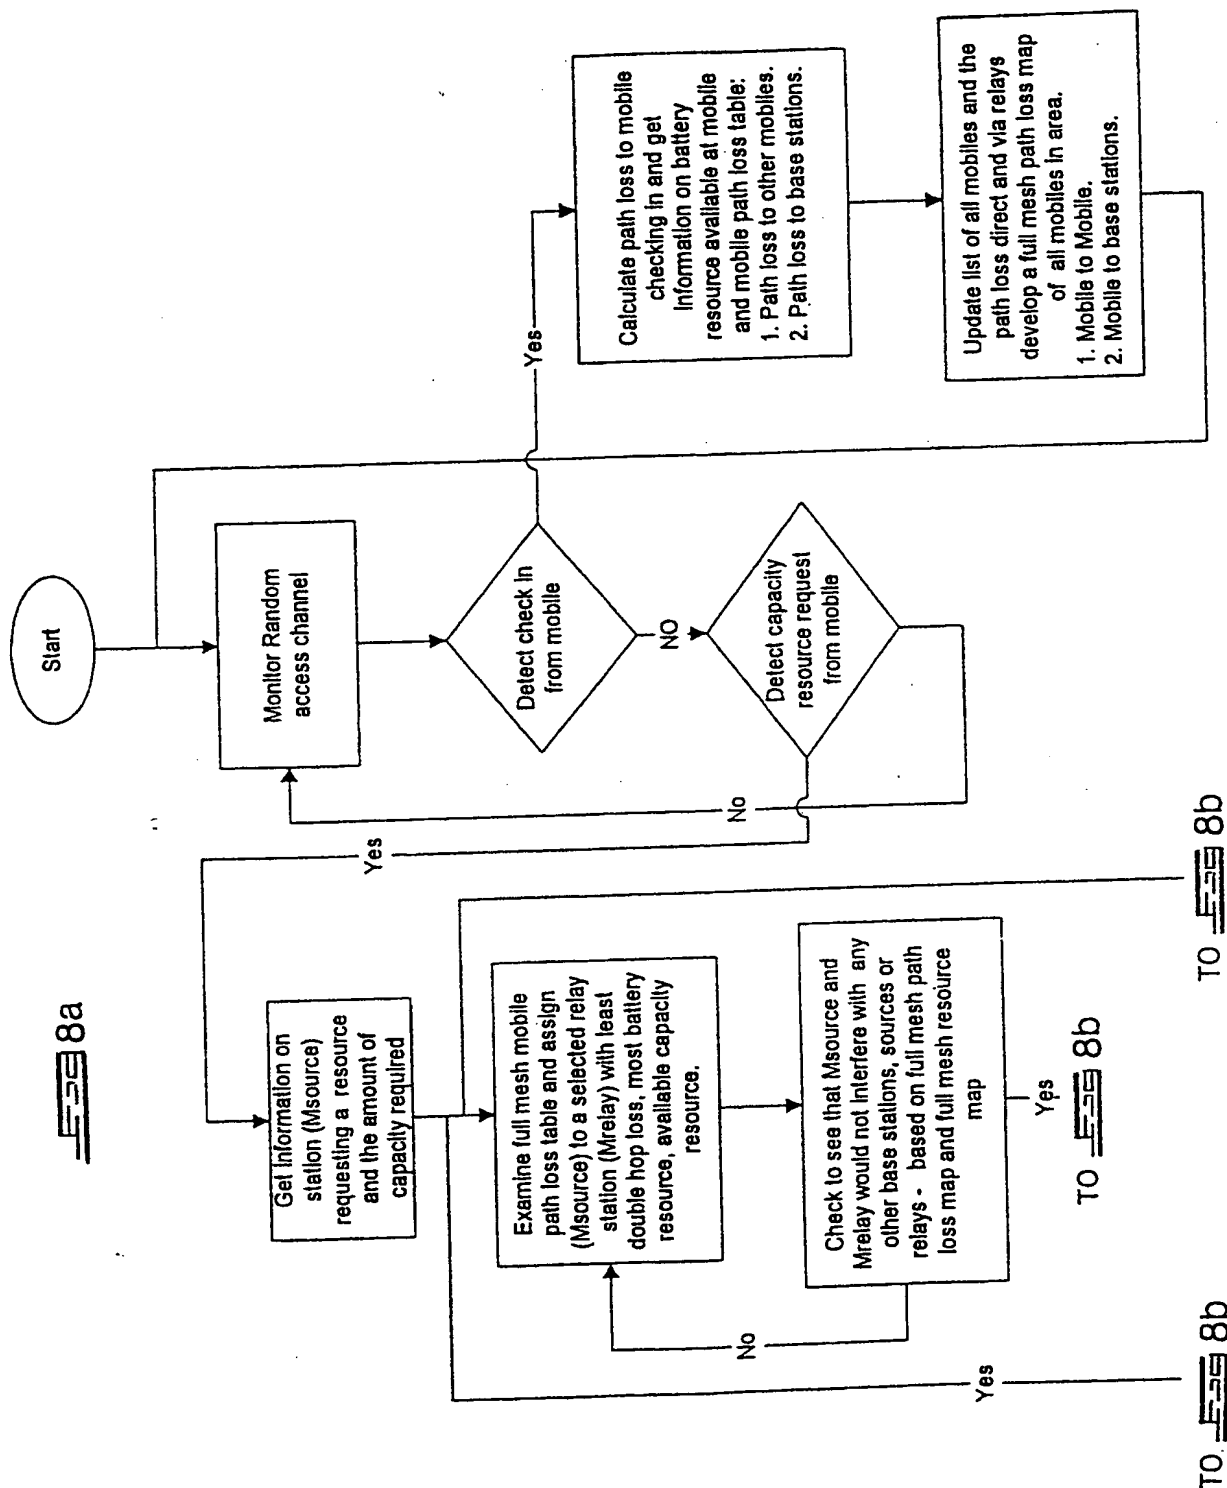 Fig 8a
Start
Monitor Random
access channel
Detect check in
from mobile
Yes
NO
Calculate path loss to mobile
checking in and get
Information on battery
resource available at mobile
and mobile path loss table:
1. Path loss to other mobiles.
2. Path loss to base stations.
Update list of all mobiles and the
path loss direct and via relays
develop a full mesh path loss map
of all mobiles in area.
1. Mobile to Mobile.
2. Mobile to base stations.
Detect capacity
resource request
from mobile
No
Yes
Get Information on
station (Msource)
requesting a resource
and the amount of
capacity required
Examine full mesh mobile
path loss table and assign
(Msource) to a selected relay
station (Mrelay) with least
double hop loss, most battery
resource, available capacity
resource.
Check to see that Msource and
Mrelay would not interfere with any
other base stations, sources or
relays - based on full mesh path
loss map and full mesh resource
map
No
Yes
Yes
TO Fig 8b
TO Fig 8b
TO. Fig 8b